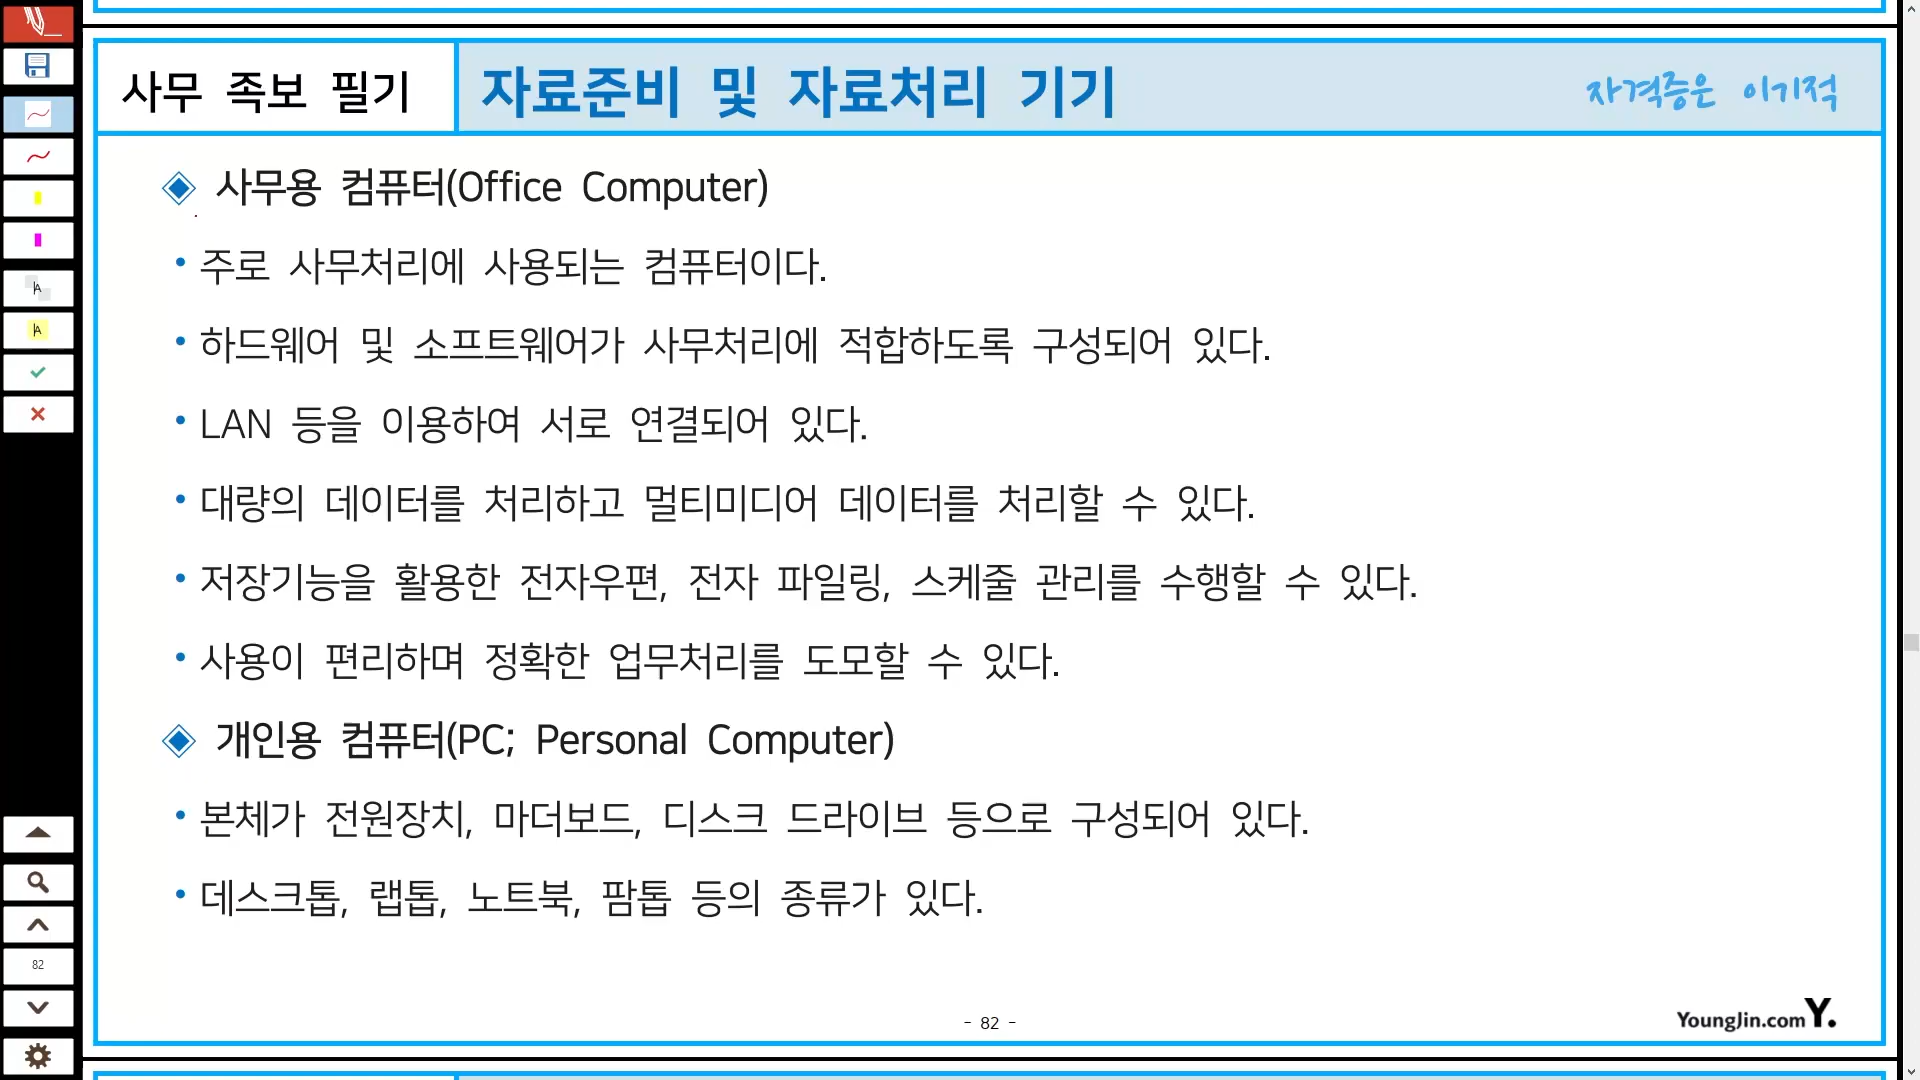 사무 족보 필기
자료준비 및 자료처리 기기
자격증은 이기적
사무용 컴퓨터(Office Computer)
• 주로 사무처리에 사용되는 컴퓨터이다.
• 하드웨어 및 소프트웨어가 사무처리에 적합하도록 구성되어 있다.
• LAN 등을 이용하여 서로 연결되어 있다.
• 대량의 데이터를 처리하고 멀티미디어 데이터를 처리할 수 있다.
• 저장기능을 활용한 전자우편, 전자 파일링, 스케줄 관리를 수행할 수 있다.
• 사용이 편리하며 정확한 업무처리를 도모할 수 있다.
개인용 컴퓨터(PC; Personal Computer)
• 본체가 전원장치, 마더보드, 디스크 드라이브 등으로 구성되어 있다.
• 데스크톱, 랩톱, 노트북, 팜톱 등의 종류가 있다.
- 82 -
YoungJin.com Y.
A
A
82